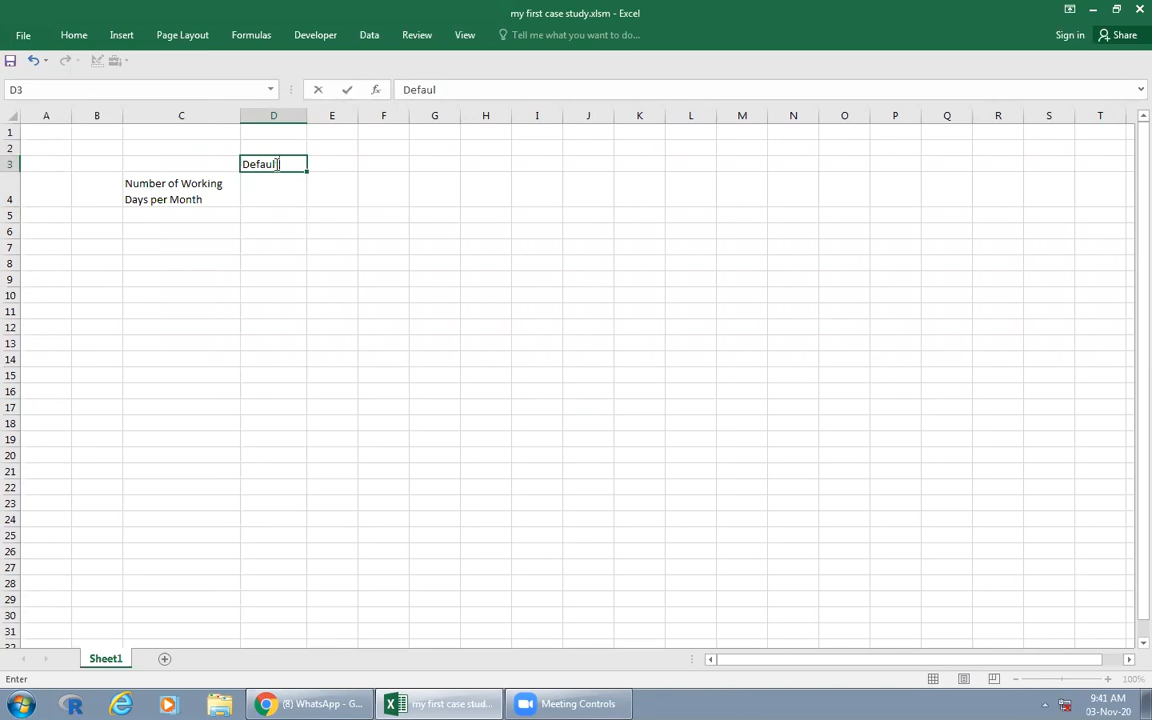 my first case study.xlsm - Excel
File Home Insert Page Layout Formulas Developer Data Review View Tell me what you want to do... Sign in Share
D3 fx Defaul
A B C D E F G H I J K L M N O P Q R S T
1
2
3 Defaul
Number of Working
4 Days per Month
5
6
7
8
9
10
11
12
13
14
15
16
17
18
19
20
21
22
23
24
25
26
27
28
29
30
31
32
Sheet1
Enter 100%
(8) WhatsApp - G... my first case stud... Meeting Controls 9:41 AM
03-Nov-20